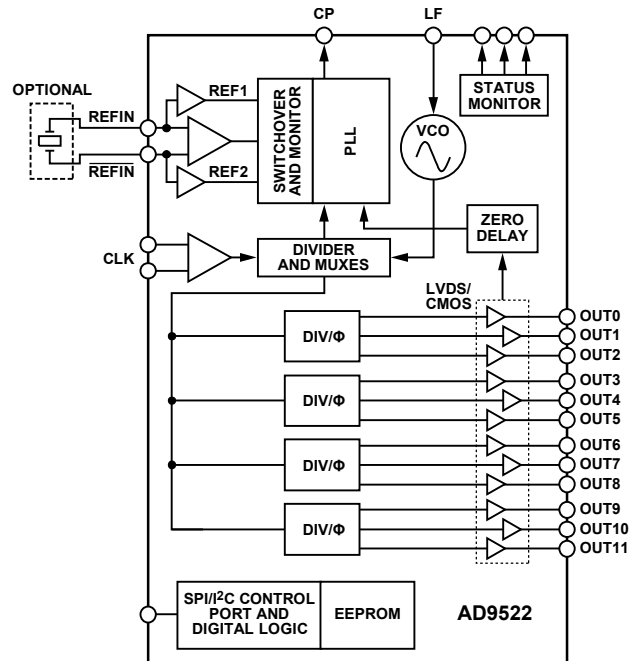 CP
LF
OPTIONAL
REFIN
REFIN
REF1
REF2
SWITCHOVER
AND MONITOR
PLL
VCO
STATUS
MONITOR
ZERO
DELAY
CLK
DIVIDER
AND MUXES
LVDS/
CMOS
DIV/Φ
OUT0
OUT1
OUT2
DIV/Φ
OUT3
OUT4
OUT5
DIV/Φ
OUT6
OUT7
OUT8
DIV/Φ
OUT9
OUT10
OUT11
SPI/I²C CONTROL
PORT AND
DIGITAL LOGIC
EEPROM
AD9522